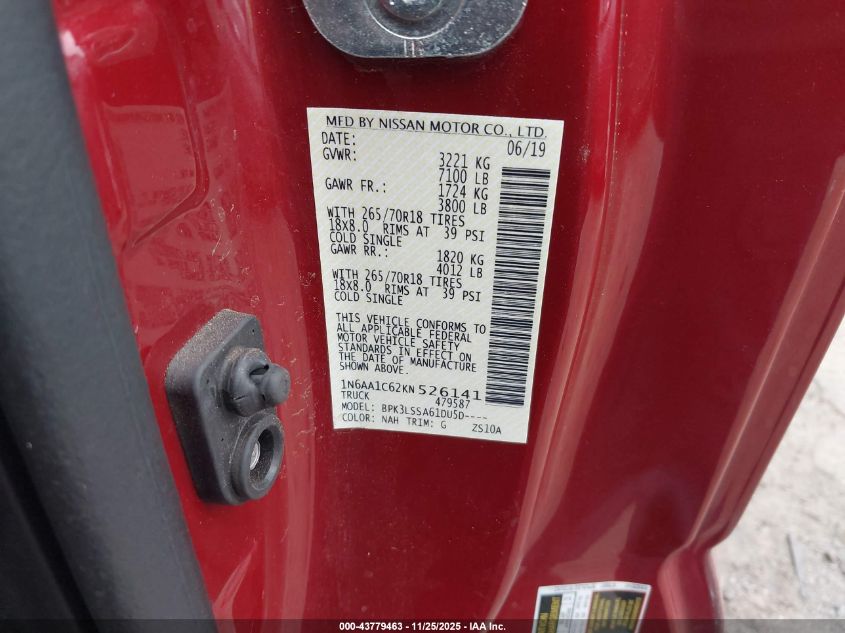 MFD BY NISSAN MOTOR CO., LTD.
DATE: 06/19
GVWR: 3221 KG
7100 LB
GAWR FR.: 1724 KG
3800 LB
WITH 265/70R18 TIRES
18X8.0 RIMS AT 39 PSI
COLD SINGLE
GAWR RR.: 1820 KG
4012 LB
WITH 265/70R18 TIRES
18X8.0 RIMS AT 39 PSI
COLD SINGLE
THIS VEHICLE CONFORMS TO
ALL APPLICABLE FEDERAL
MOTOR VEHICLE SAFETY
STANDARDS IN EFFECT ON
THE DATE OF MANUFACTURE
SHOWN ABOVE.
1N6AA1C62KN526141
TRUCK 479587
MODEL: BPK3LSSA61DU5D----
COLOR: NAH TRIM: G ZS10A
000-43779463 - 11/25/2025 - IAA Inc.